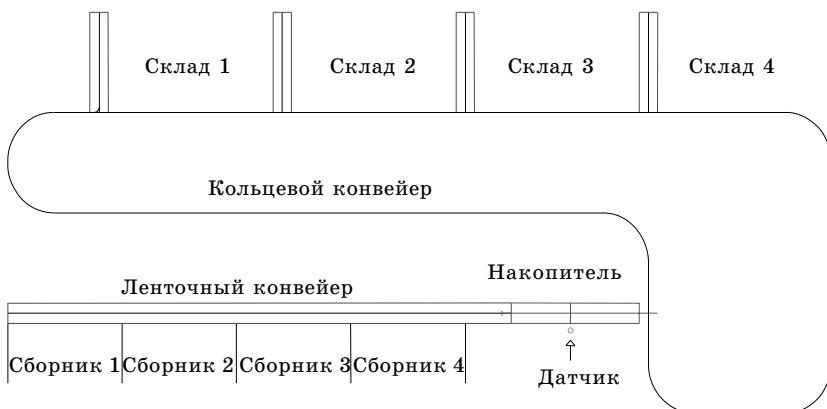 Склад 1 Склад 2 Склад 3 Склад 4
Кольцевой конвейер
Накопитель
Ленточный конвейер
Сборник 1 Сборник 2 Сборник 3 Сборник 4
Датчик